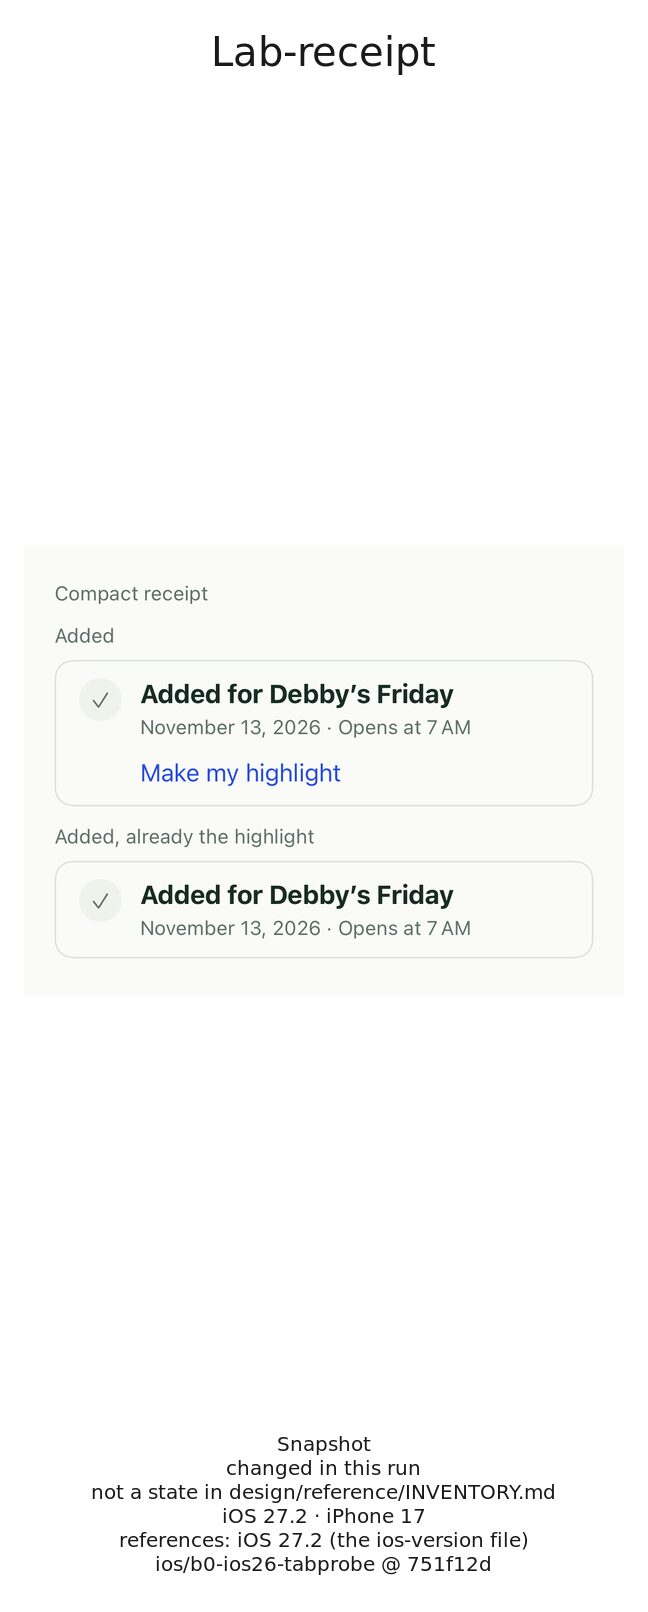 Lab-receipt
Compact receipt
Added
Added for Debby’s Friday
November 13, 2026 · Opens at 7 AM
Make my highlight
Added, already the highlight
Added for Debby’s Friday
November 13, 2026 · Opens at 7 AM
Snapshot
changed in this run
not a state in design/reference/INVENTORY.md
iOS 27.2 · iPhone 17
references: iOS 27.2 (the ios-version file)
ios/b0-ios26-tabprobe @ 751f12d